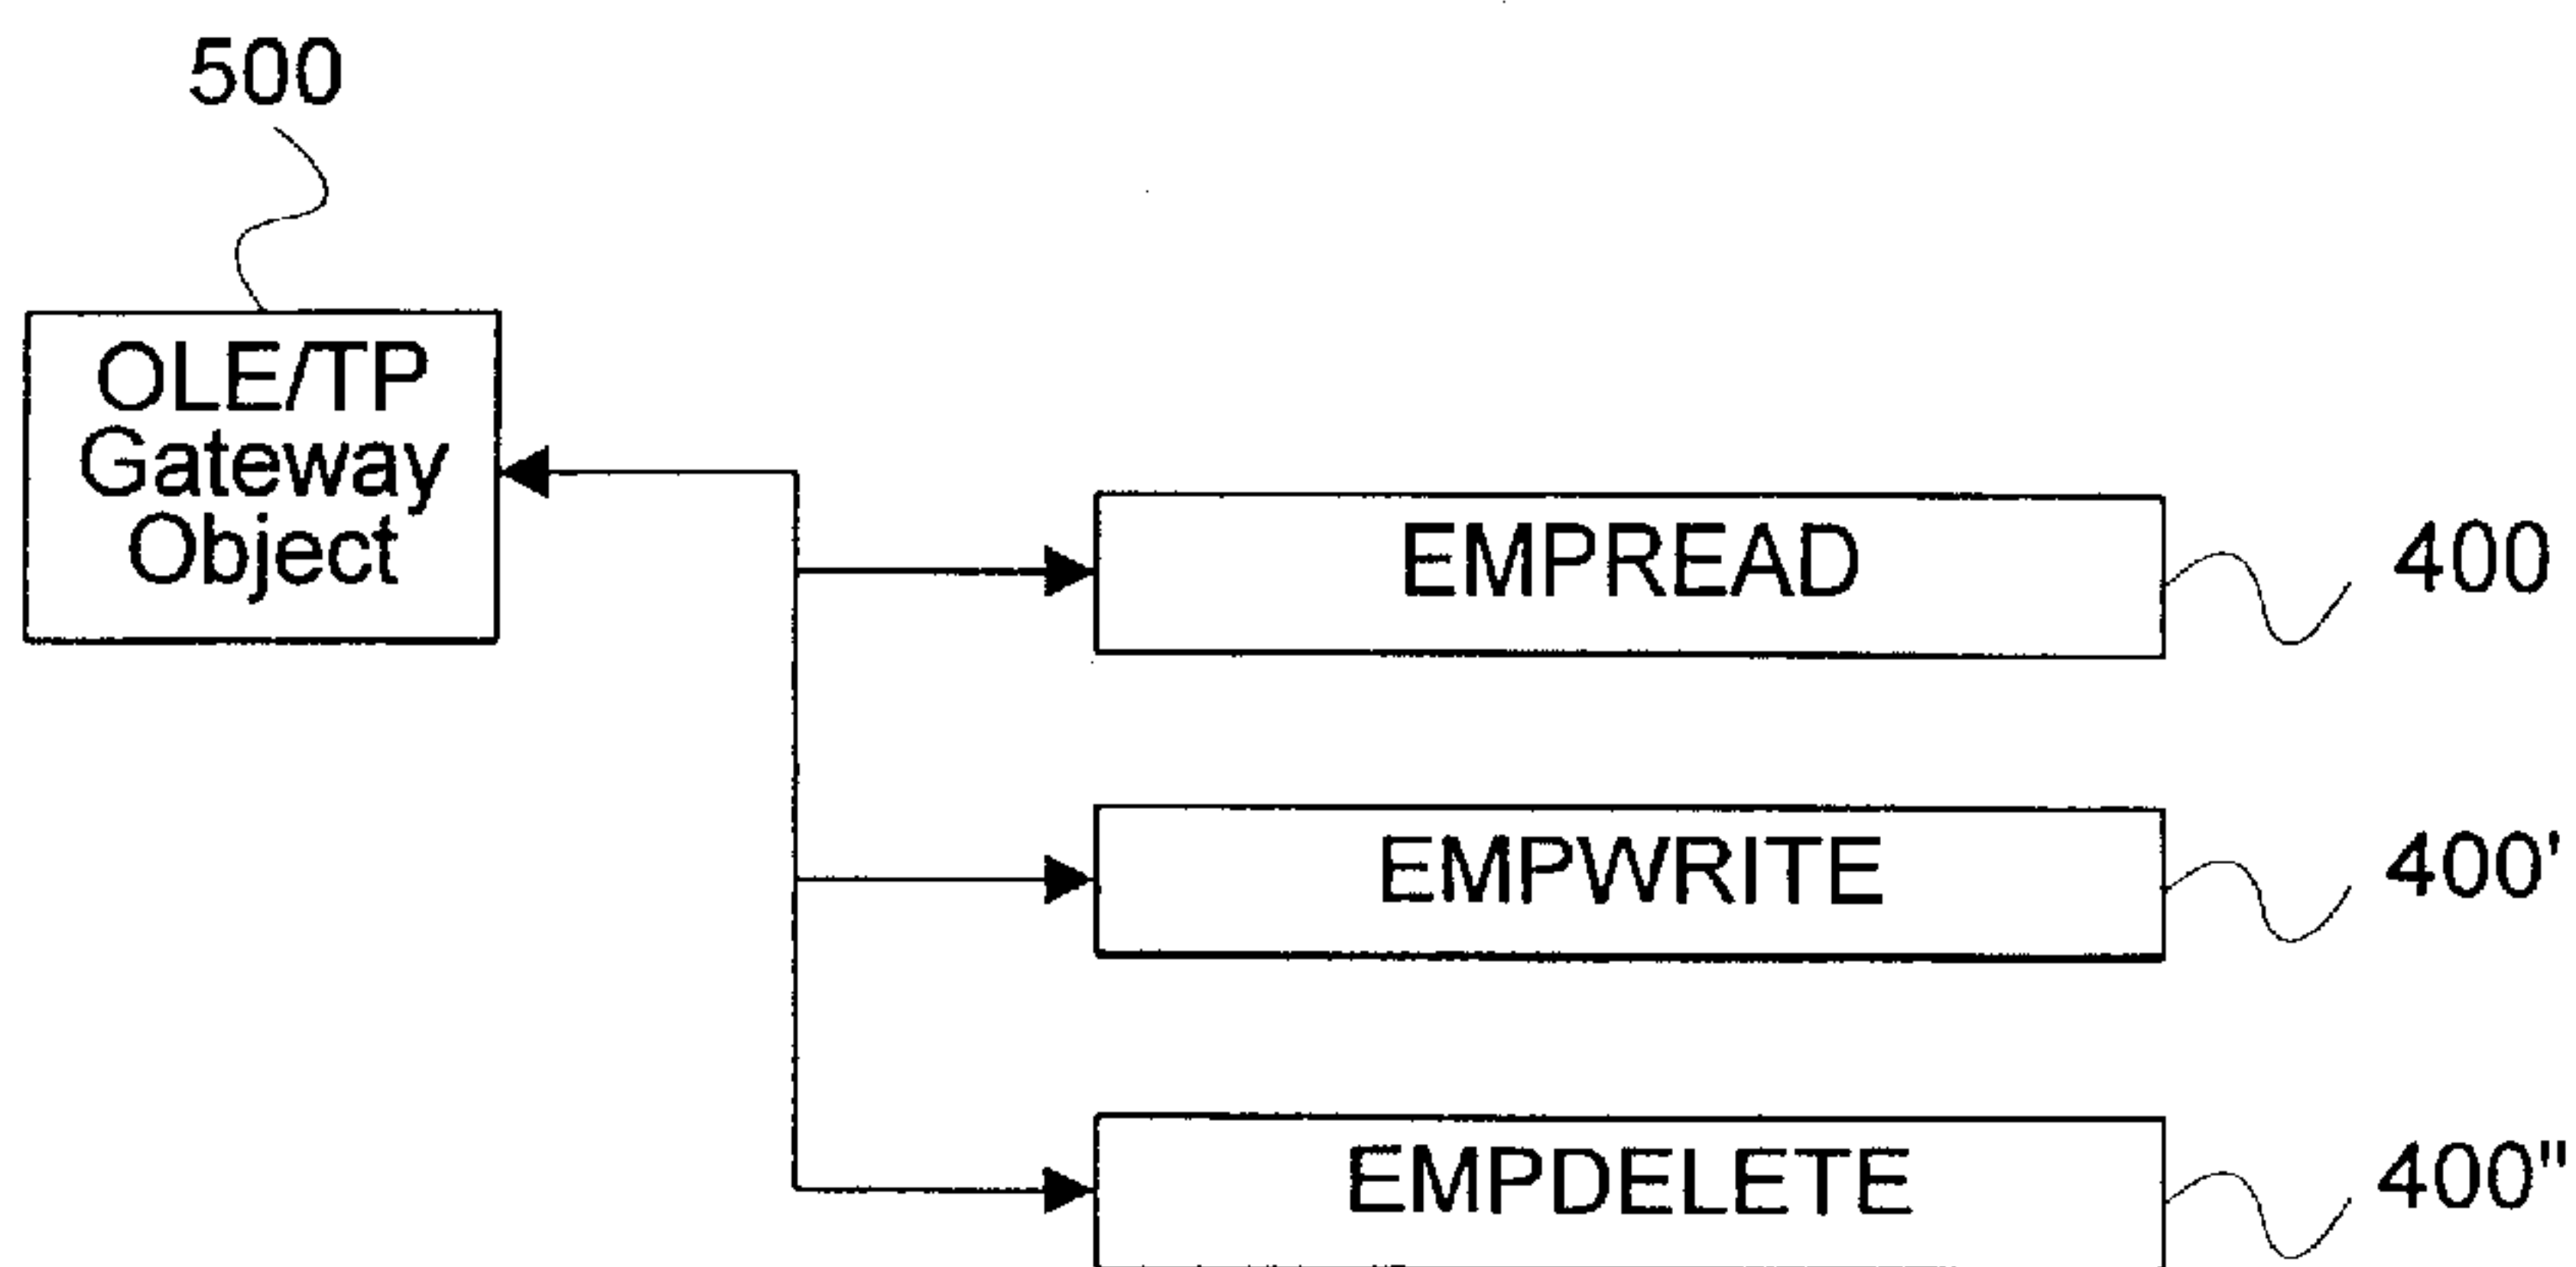 500
OLE/TP
Gateway
Object
EMPREAD
400
EMPWRITE
400'
EMPDELETE
400"